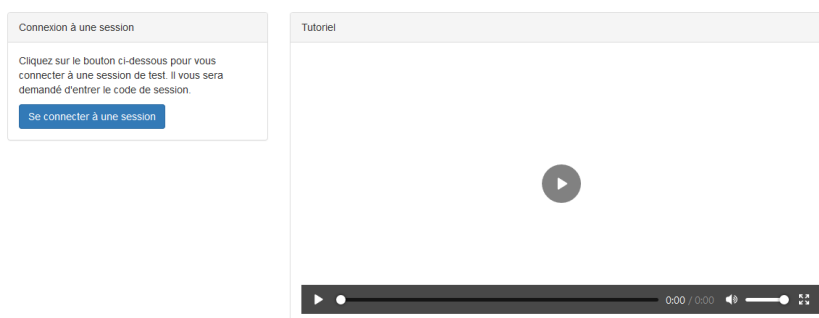 Connexion à une session
Cliquez sur le bouton ci-dessous pour vous
connecter à une session de test. Il vous sera
demandé d'entrer le code de session.
Se connecter à une session
Tutoriel
0:00 / 0:00